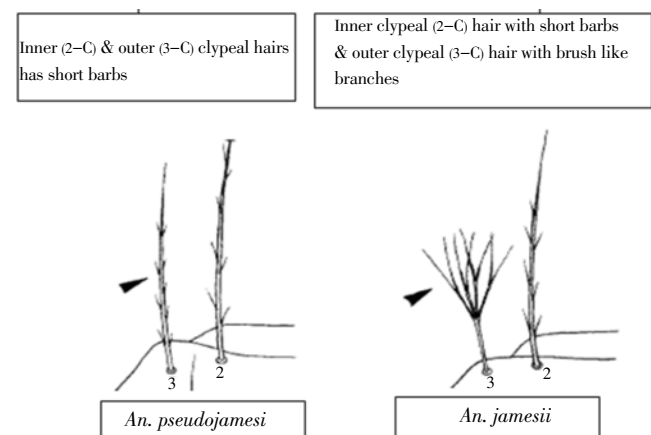 Inner (2–C) & outer (3–C) clypeal hairs
has short barbs
Inner clypeal (2–C) hair with short barbs
& outer clypeal (3–C) hair with brush like
branches
3
2
3
2
An. pseudojamesi
An. jamesii